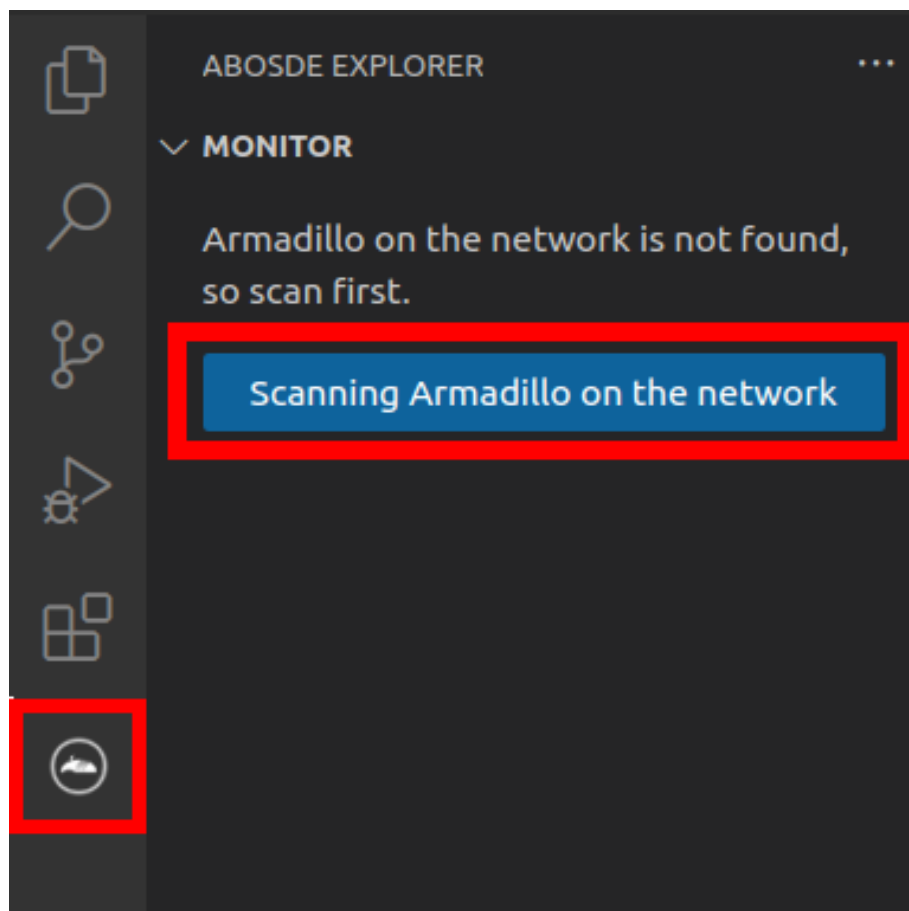 ABOSDE EXPLORER
MONITOR
Armadillo on the network is not found,
so scan first.
Scanning Armadillo on the network